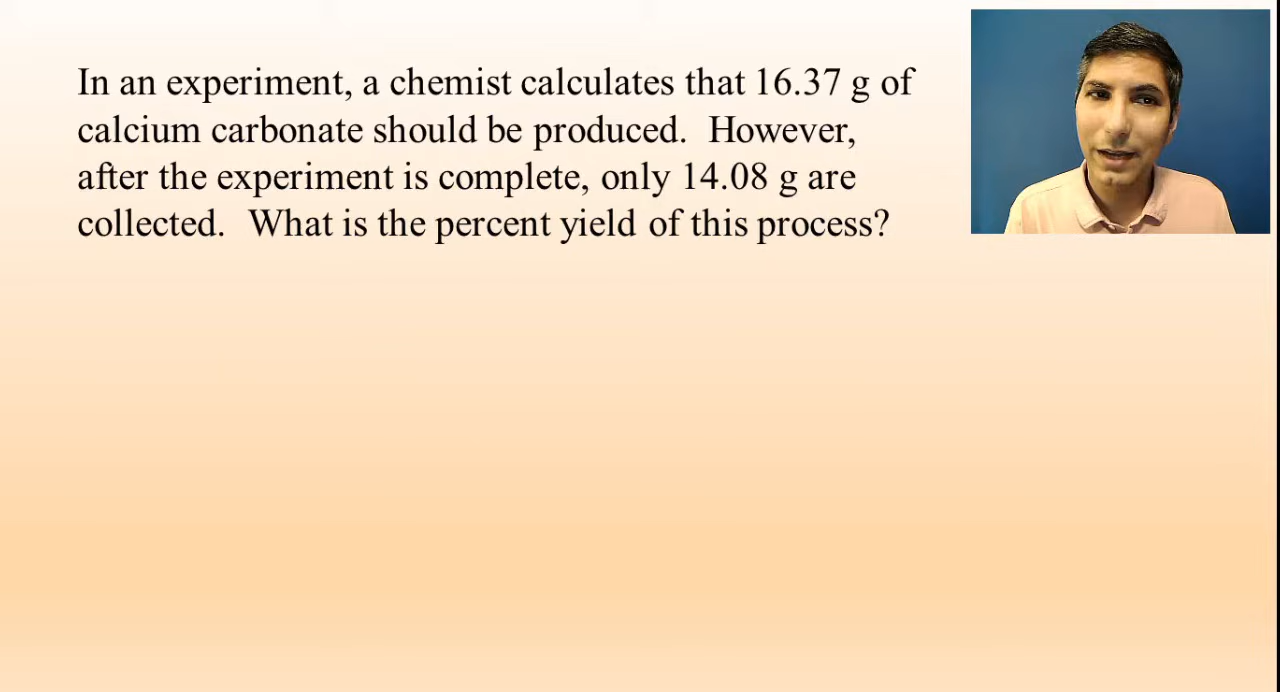 In an experiment, a chemist calculates that 16.37 g of
calcium carbonate should be produced.  However,
after the experiment is complete, only 14.08 g are
collected.  What is the percent yield of this process?